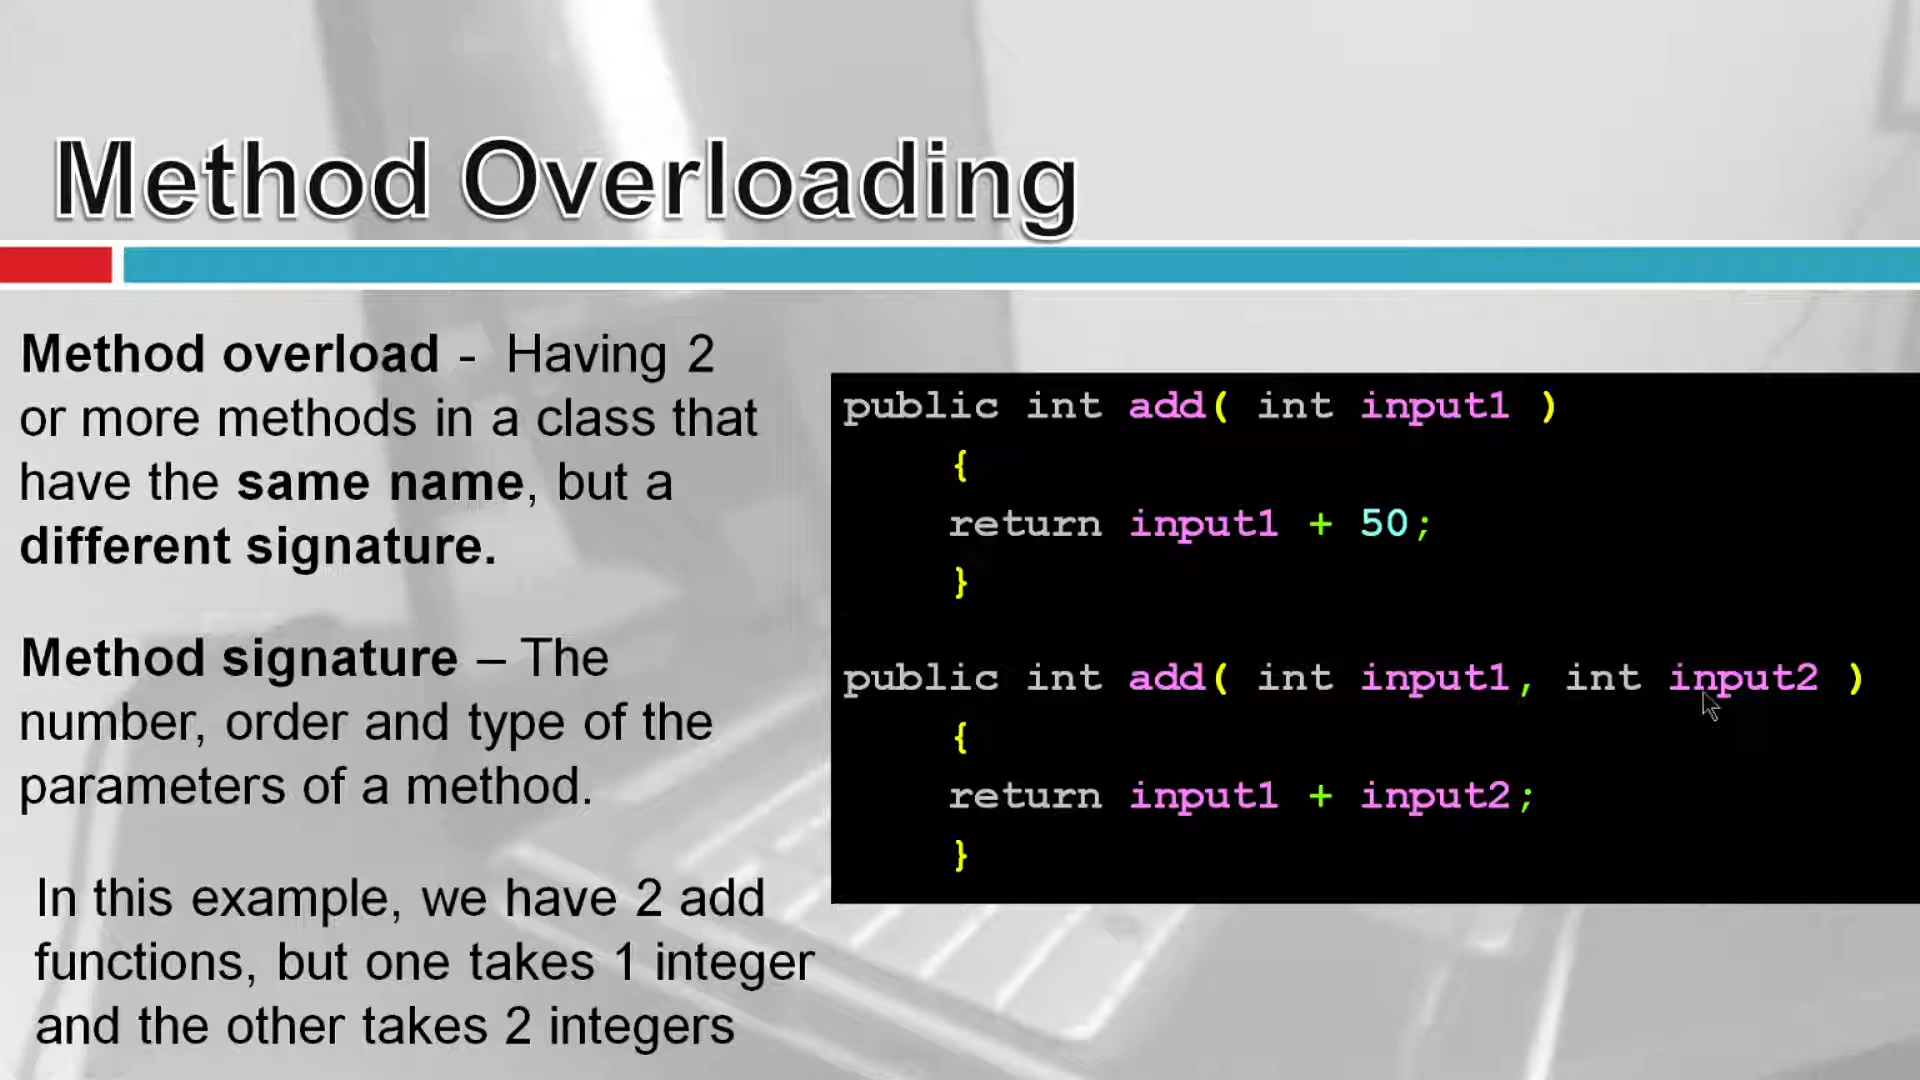 Method Overloading
Method overload - Having 2
or more methods in a class that
have the same name, but a
different signature.
Method signature – The
number, order and type of the
parameters of a method.
In this example, we have 2 add
functions, but one takes 1 integer
and the other takes 2 integers
public int add( int input1 )
{
return input1 + 50;
}
public int add( int input1, int input2 )
{
return input1 + input2;
}